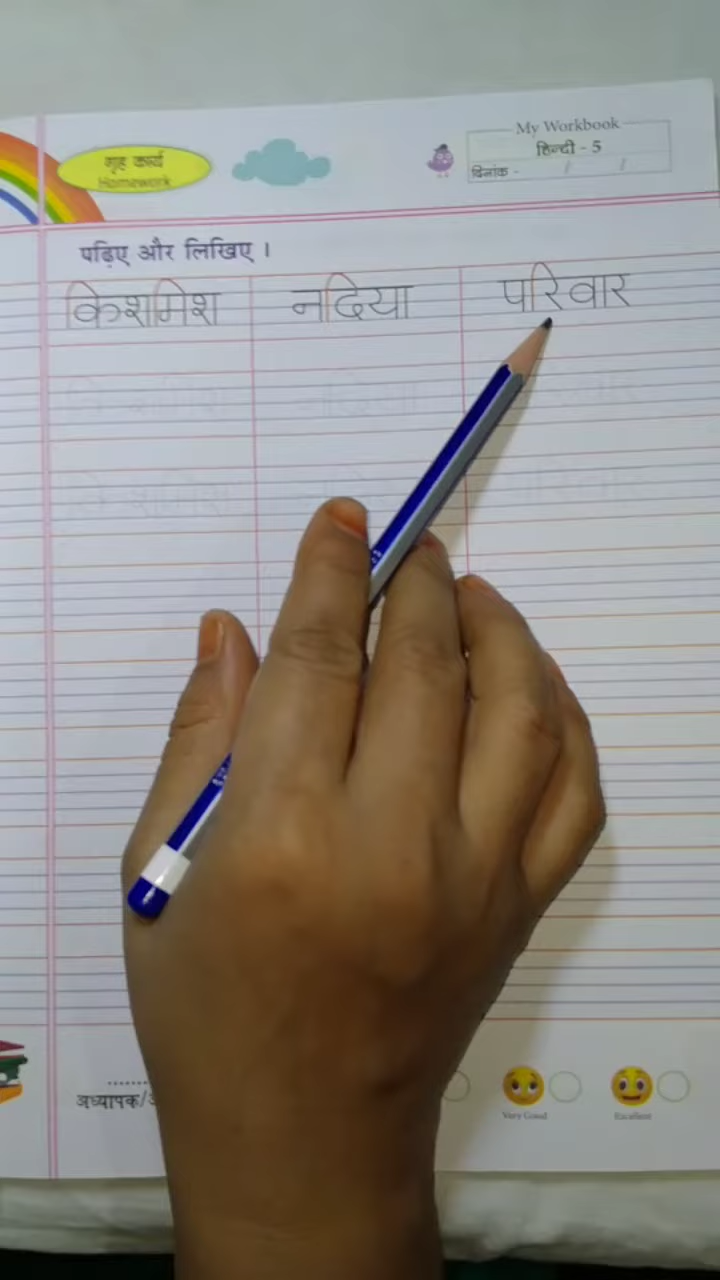 गृह कार्य
Homework
My Workbook
हिन्दी - 5
दिनांक - / /
पढ़िए और लिखिए ।
किशमिश नदिया परिवार
अध्यापक/
Very Good Excellent